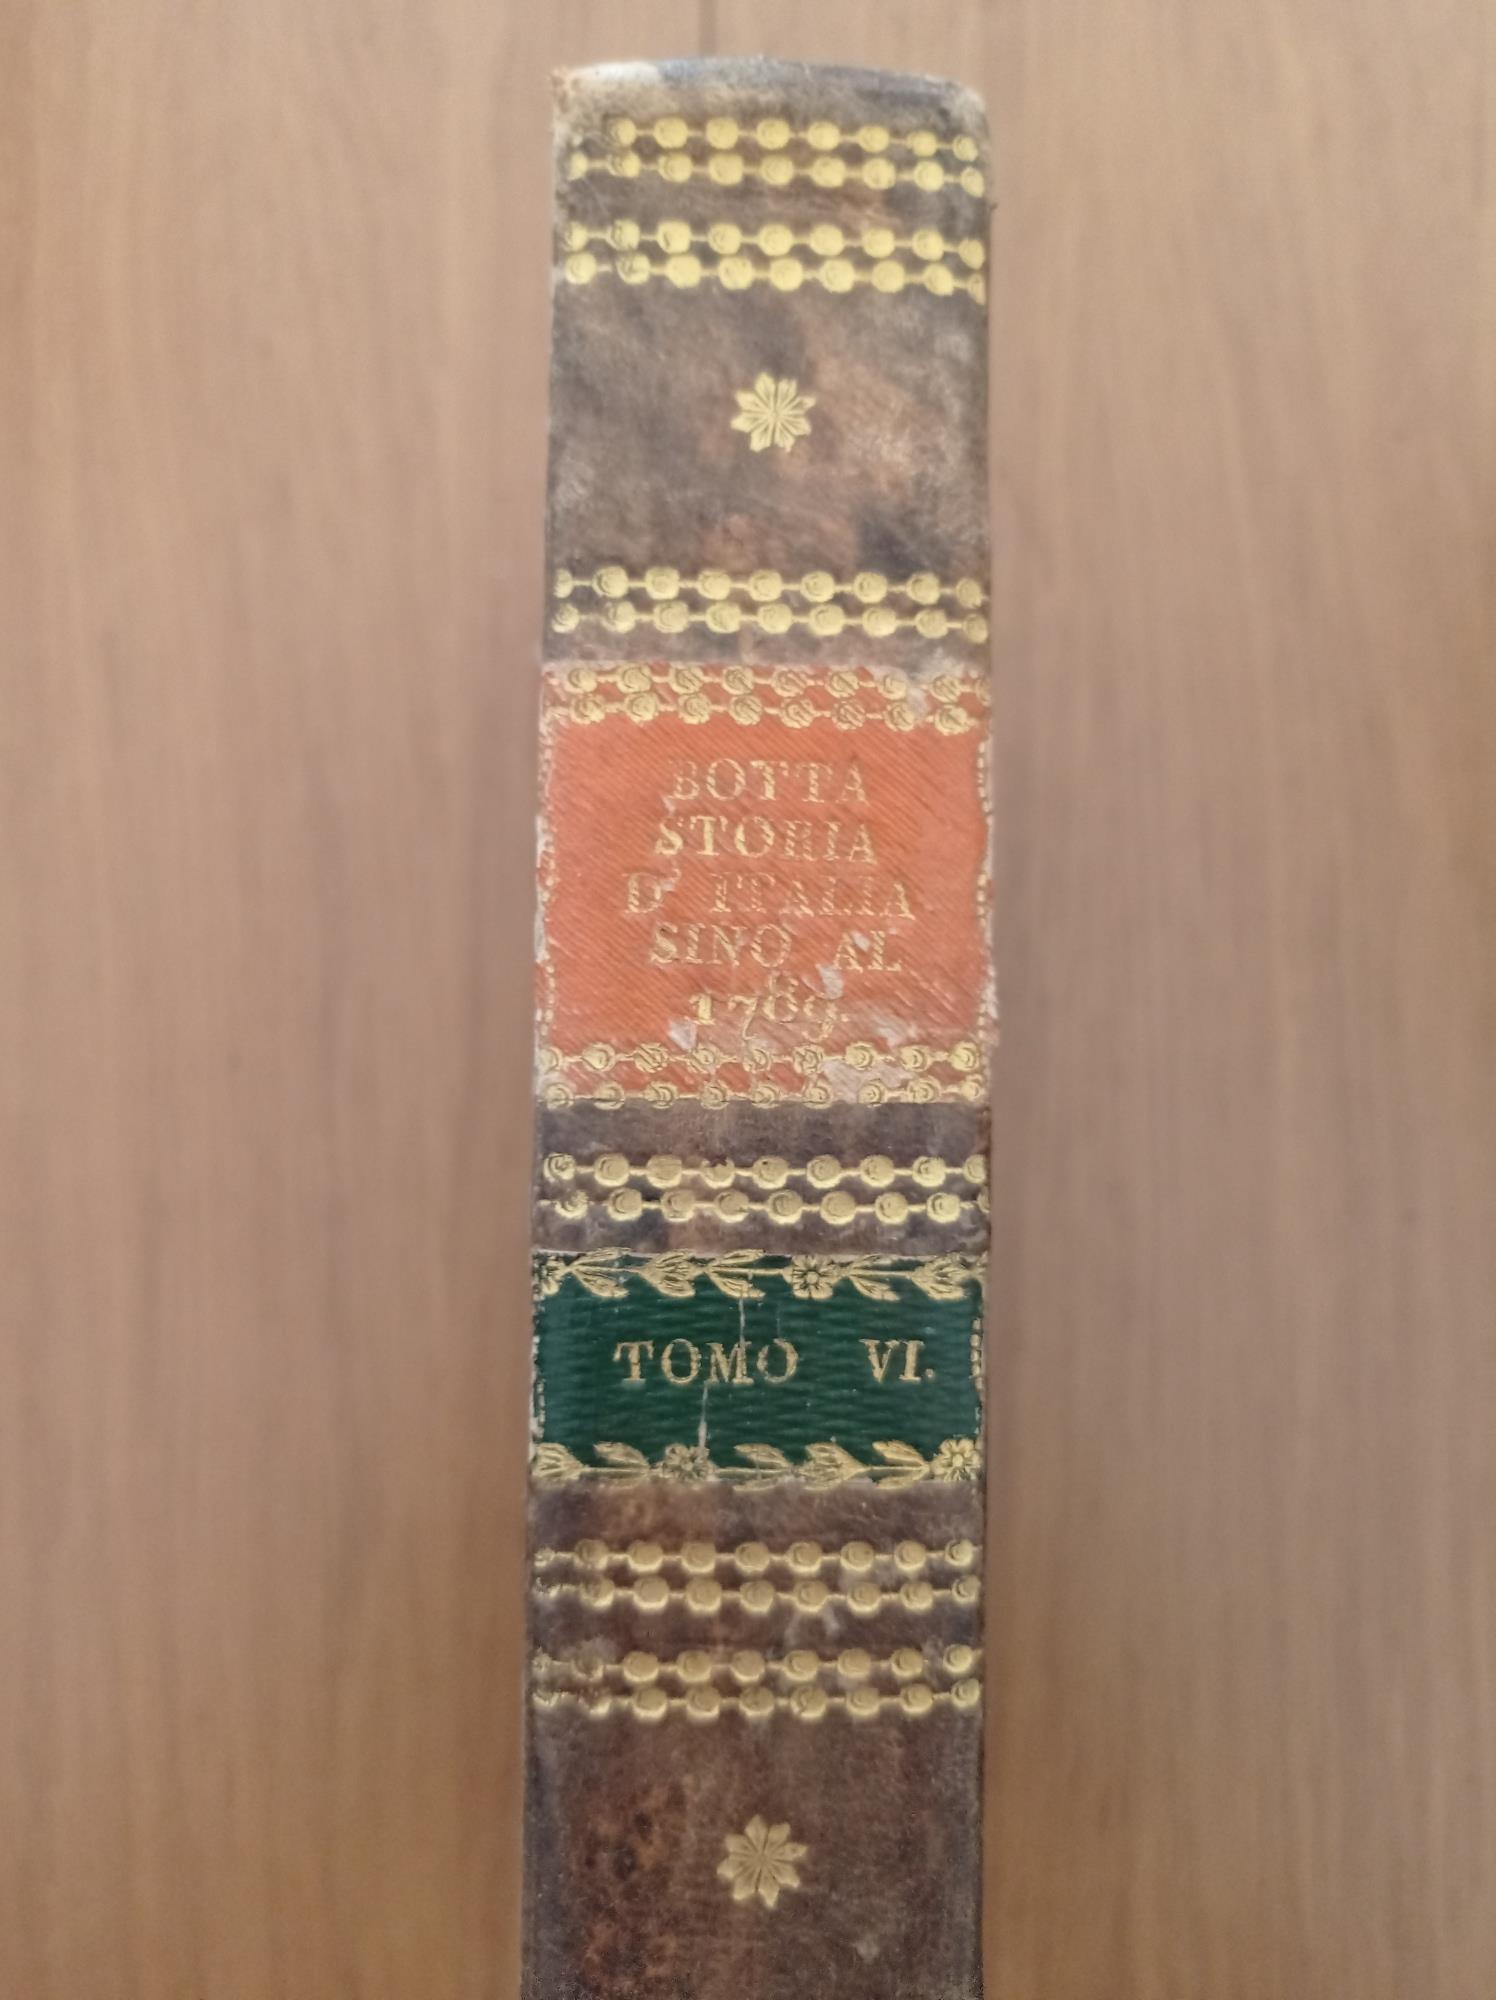 BOTTA
STORIA
D' ITALIA
SINO AL
1789.
TOMO VI.